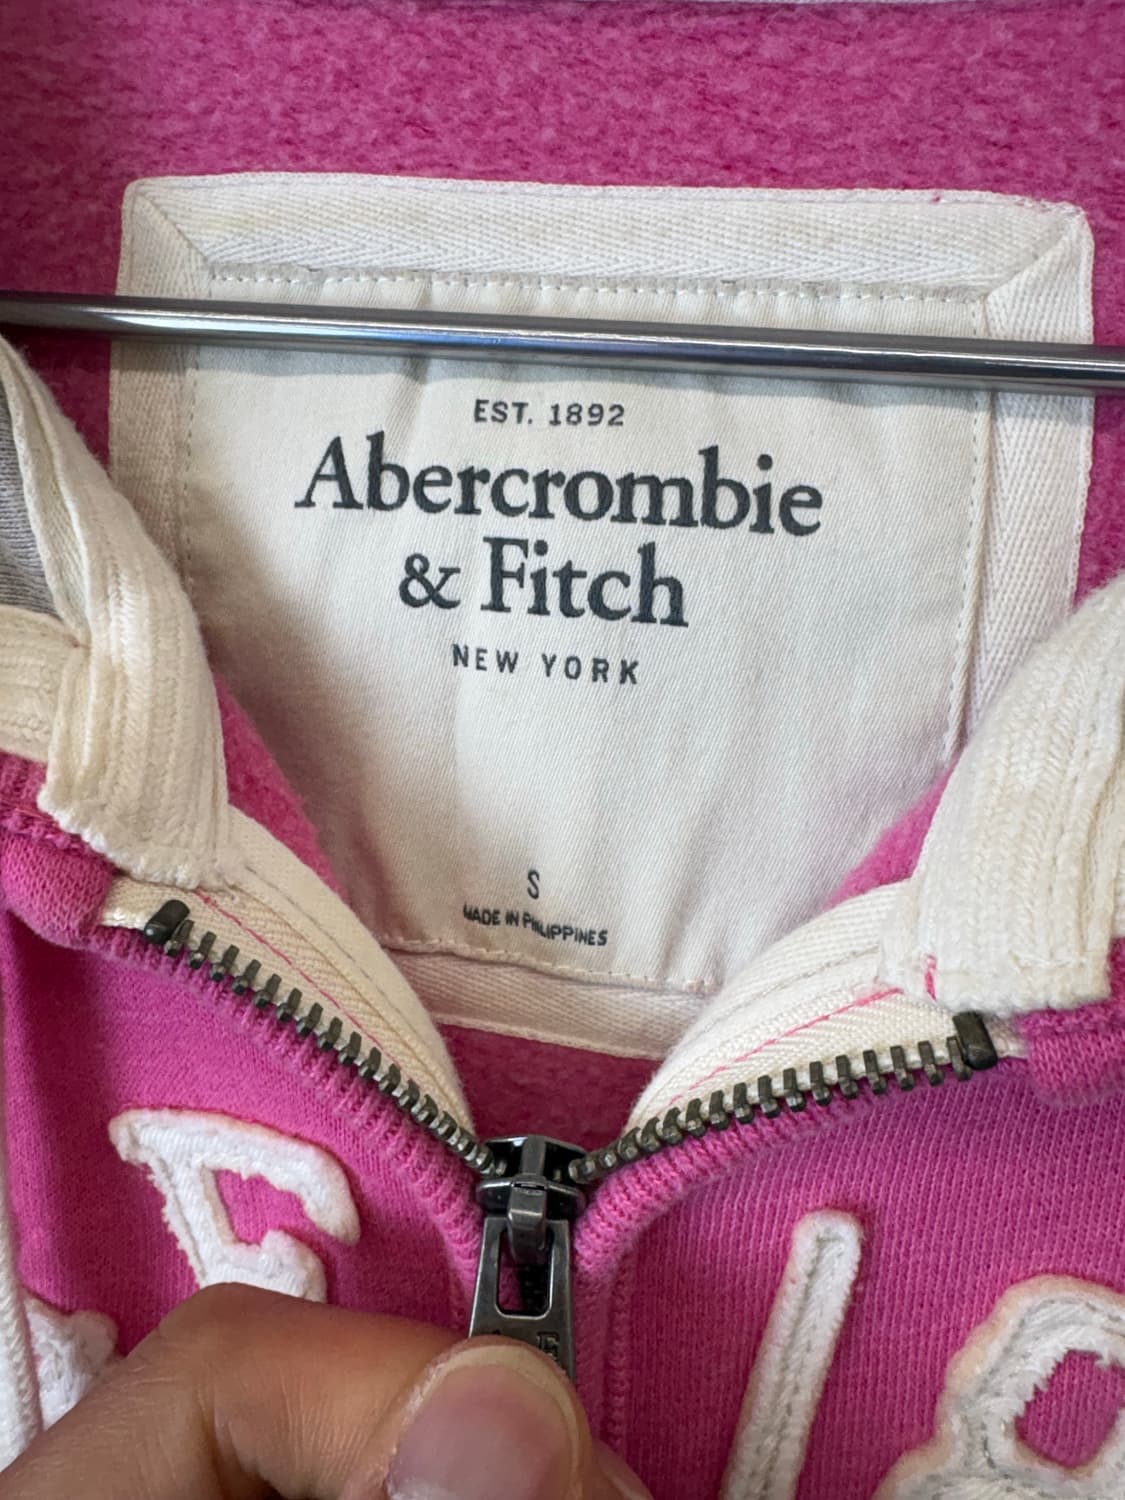 EST. 1892
Abercrombie
& Fitch
NEW YORK
S
MADE IN PHILIPPINES